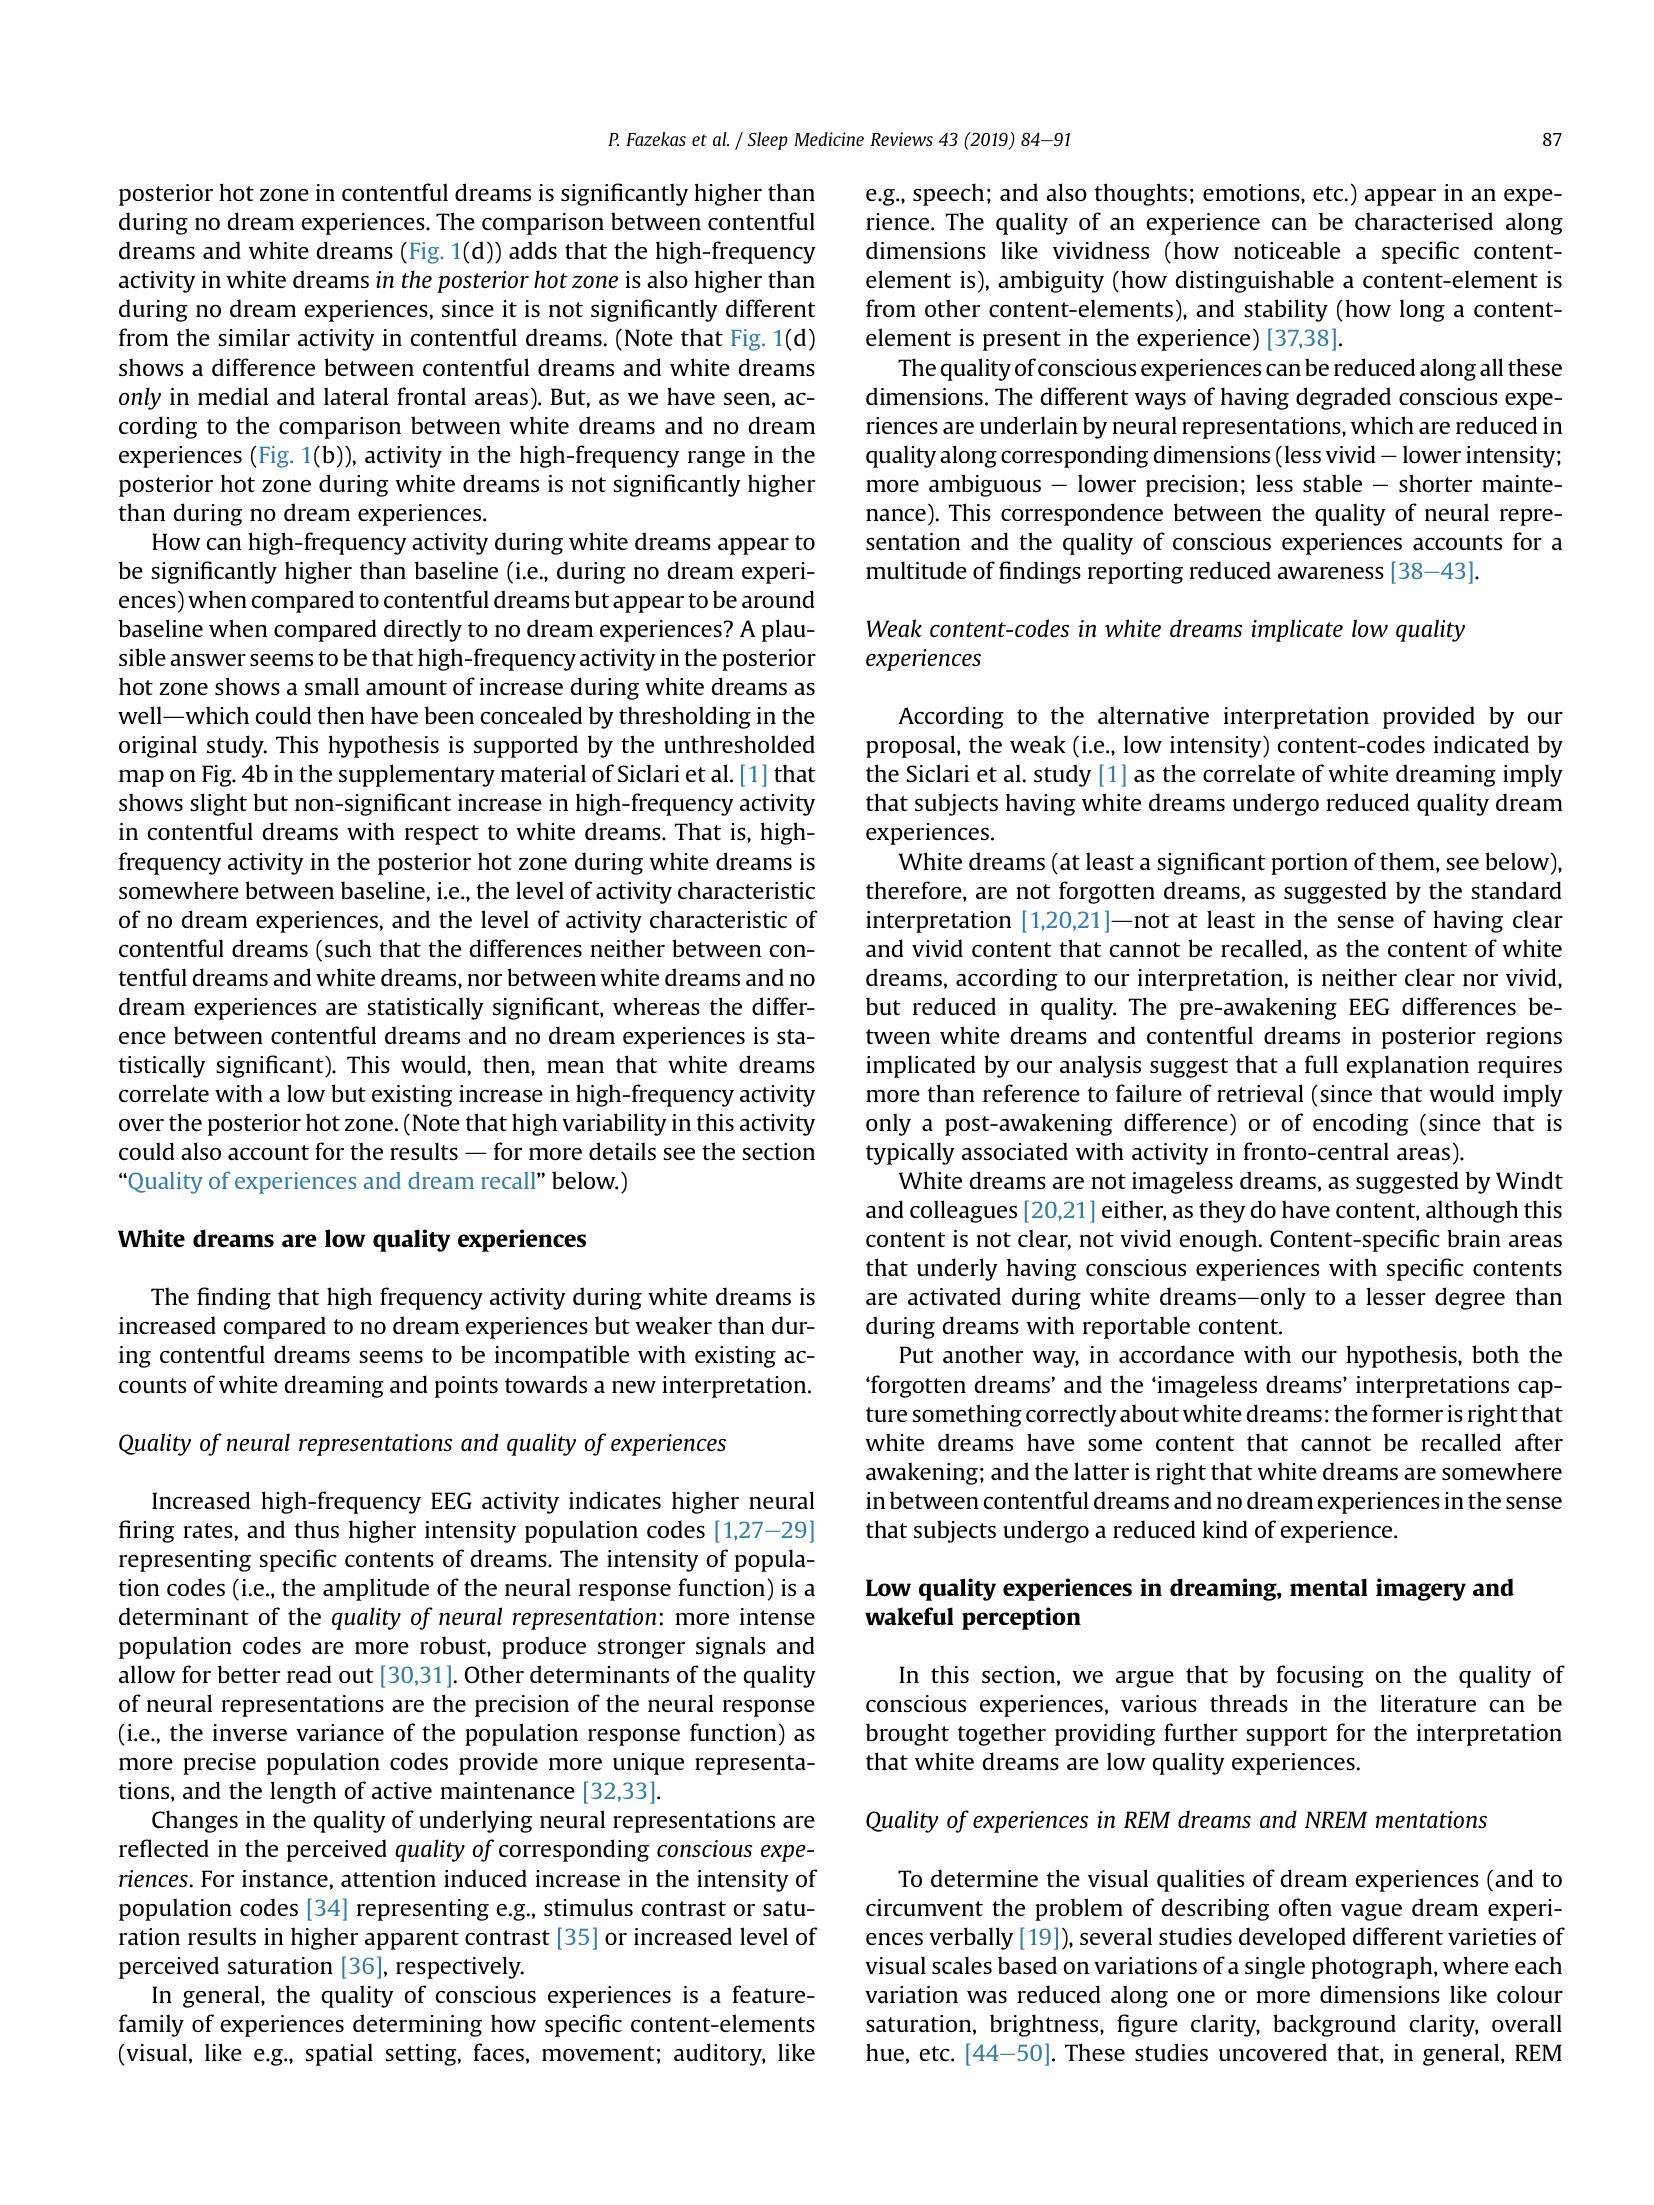 P. Fazekas et al. / Sleep Medicine Reviews 43 (2019) 84–91
87
posterior hot zone in contentful dreams is significantly higher than
during no dream experiences. The comparison between contentful
dreams and white dreams (Fig. 1(d)) adds that the high-frequency
activity in white dreams in the posterior hot zone is also higher than
during no dream experiences, since it is not significantly different
from the similar activity in contentful dreams. (Note that Fig. 1(d)
shows a difference between contentful dreams and white dreams
only in medial and lateral frontal areas). But, as we have seen, ac-
cording to the comparison between white dreams and no dream
experiences (Fig. 1(b)), activity in the high-frequency range in the
posterior hot zone during white dreams is not significantly higher
than during no dream experiences.
How can high-frequency activity during white dreams appear to
be significantly higher than baseline (i.e., during no dream experi-
ences) when compared to contentful dreams but appear to be around
baseline when compared directly to no dream experiences? A plau-
sible answer seems to be that high-frequency activity in the posterior
hot zone shows a small amount of increase during white dreams as
well—which could then have been concealed by thresholding in the
original study. This hypothesis is supported by the unthresholded
map on Fig. 4b in the supplementary material of Siclari et al. [1] that
shows slight but non-significant increase in high-frequency activity
in contentful dreams with respect to white dreams. That is, high-
frequency activity in the posterior hot zone during white dreams is
somewhere between baseline, i.e., the level of activity characteristic
of no dream experiences, and the level of activity characteristic of
contentful dreams (such that the differences neither between con-
tentful dreams and white dreams, nor between white dreams and no
dream experiences are statistically significant, whereas the differ-
ence between contentful dreams and no dream experiences is sta-
tistically significant). This would, then, mean that white dreams
correlate with a low but existing increase in high-frequency activity
over the posterior hot zone. (Note that high variability in this activity
could also account for the results — for more details see the section
“Quality of experiences and dream recall” below.)
White dreams are low quality experiences
The finding that high frequency activity during white dreams is
increased compared to no dream experiences but weaker than dur-
ing contentful dreams seems to be incompatible with existing ac-
counts of white dreaming and points towards a new interpretation.
Quality of neural representations and quality of experiences
Increased high-frequency EEG activity indicates higher neural
firing rates, and thus higher intensity population codes [1,27–29]
representing specific contents of dreams. The intensity of popula-
tion codes (i.e., the amplitude of the neural response function) is a
determinant of the quality of neural representation: more intense
population codes are more robust, produce stronger signals and
allow for better read out [30,31]. Other determinants of the quality
of neural representations are the precision of the neural response
(i.e., the inverse variance of the population response function) as
more precise population codes provide more unique representa-
tions, and the length of active maintenance [32,33].
Changes in the quality of underlying neural representations are
reflected in the perceived quality of corresponding conscious expe-
riences. For instance, attention induced increase in the intensity of
population codes [34] representing e.g., stimulus contrast or satu-
ration results in higher apparent contrast [35] or increased level of
perceived saturation [36], respectively.
In general, the quality of conscious experiences is a feature-
family of experiences determining how specific content-elements
(visual, like e.g., spatial setting, faces, movement; auditory, like
e.g., speech; and also thoughts; emotions, etc.) appear in an expe-
rience. The quality of an experience can be characterised along
dimensions like vividness (how noticeable a specific content-
element is), ambiguity (how distinguishable a content-element is
from other content-elements), and stability (how long a content-
element is present in the experience) [37,38].
The quality of conscious experiences can be reduced along all these
dimensions. The different ways of having degraded conscious expe-
riences are underlain by neural representations, which are reduced in
quality along corresponding dimensions (less vivid – lower intensity;
more ambiguous – lower precision; less stable – shorter mainte-
nance). This correspondence between the quality of neural repre-
sentation and the quality of conscious experiences accounts for a
multitude of findings reporting reduced awareness [38–43].
Weak content-codes in white dreams implicate low quality
experiences
According to the alternative interpretation provided by our
proposal, the weak (i.e., low intensity) content-codes indicated by
the Siclari et al. study [1] as the correlate of white dreaming imply
that subjects having white dreams undergo reduced quality dream
experiences.
White dreams (at least a significant portion of them, see below),
therefore, are not forgotten dreams, as suggested by the standard
interpretation [1,20,21]—not at least in the sense of having clear
and vivid content that cannot be recalled, as the content of white
dreams, according to our interpretation, is neither clear nor vivid,
but reduced in quality. The pre-awakening EEG differences be-
tween white dreams and contentful dreams in posterior regions
implicated by our analysis suggest that a full explanation requires
more than reference to failure of retrieval (since that would imply
only a post-awakening difference) or of encoding (since that is
typically associated with activity in fronto-central areas).
White dreams are not imageless dreams, as suggested by Windt
and colleagues [20,21] either, as they do have content, although this
content is not clear, not vivid enough. Content-specific brain areas
that underly having conscious experiences with specific contents
are activated during white dreams—only to a lesser degree than
during dreams with reportable content.
Put another way, in accordance with our hypothesis, both the
‘forgotten dreams’ and the ‘imageless dreams’ interpretations cap-
ture something correctly about white dreams: the former is right that
white dreams have some content that cannot be recalled after
awakening; and the latter is right that white dreams are somewhere
in between contentful dreams and no dream experiences in the sense
that subjects undergo a reduced kind of experience.
Low quality experiences in dreaming, mental imagery and
wakeful perception
In this section, we argue that by focusing on the quality of
conscious experiences, various threads in the literature can be
brought together providing further support for the interpretation
that white dreams are low quality experiences.
Quality of experiences in REM dreams and NREM mentations
To determine the visual qualities of dream experiences (and to
circumvent the problem of describing often vague dream experi-
ences verbally [19]), several studies developed different varieties of
visual scales based on variations of a single photograph, where each
variation was reduced along one or more dimensions like colour
saturation, brightness, figure clarity, background clarity, overall
hue, etc. [44–50]. These studies uncovered that, in general, REM